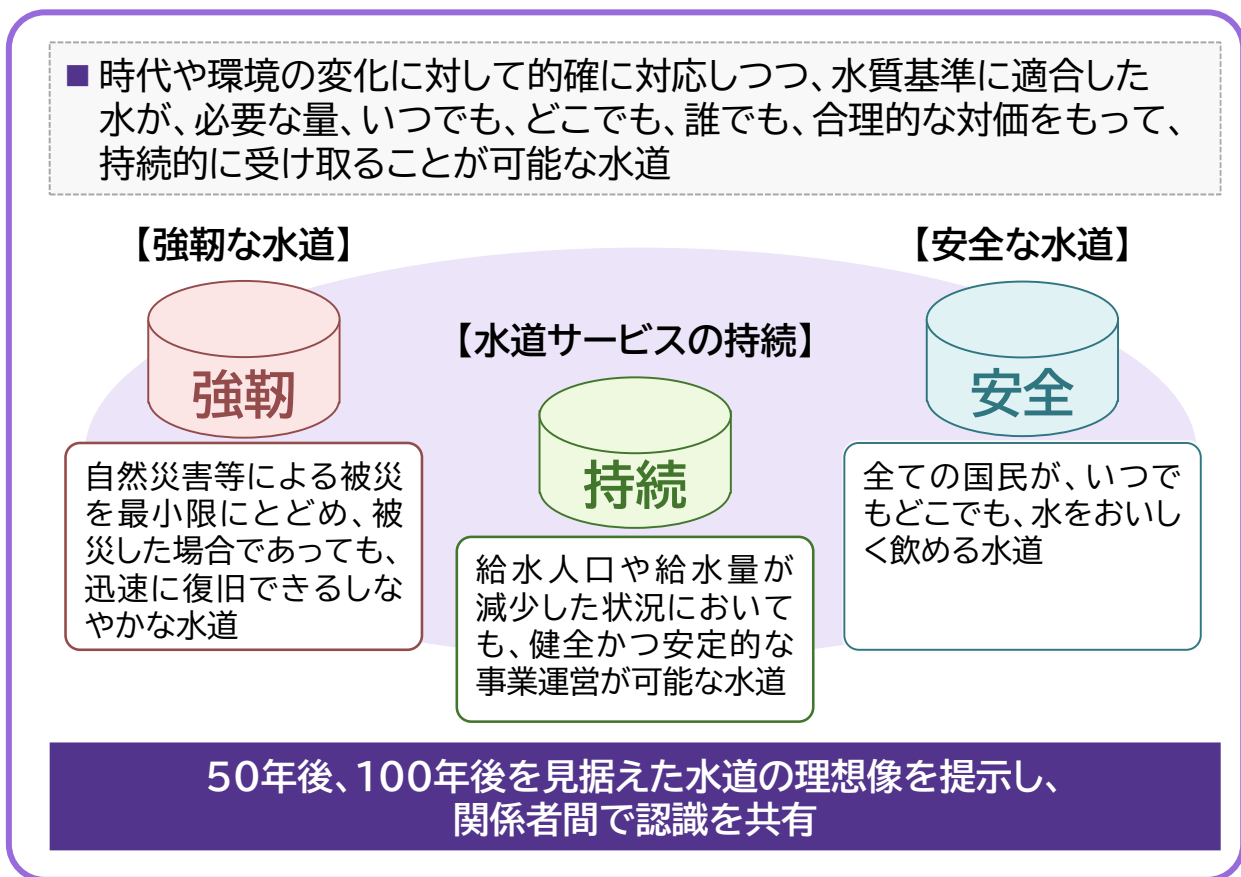 ■ 時代や環境の変化に対して的確に対応しつつ、水質基準に適合した
水が、必要な量、いつでも、どこでも、誰でも、合理的な対価をもって、
持続的に受け取ることが可能な水道
【強靭な水道】
強靭
自然災害等による被災
を最小限にとどめ、被
災した場合であっても、
迅速に復旧できるしな
やかな水道
【水道サービスの持続】
持続
給水人口や給水量が
減少した状況において
も、健全かつ安定的な
事業運営が可能な水道
【安全な水道】
安全
全ての国民が、いつで
もどこでも、水をおいし
く飲める水道
50年後、100年後を見据えた水道の理想像を提示し、
関係者間で認識を共有